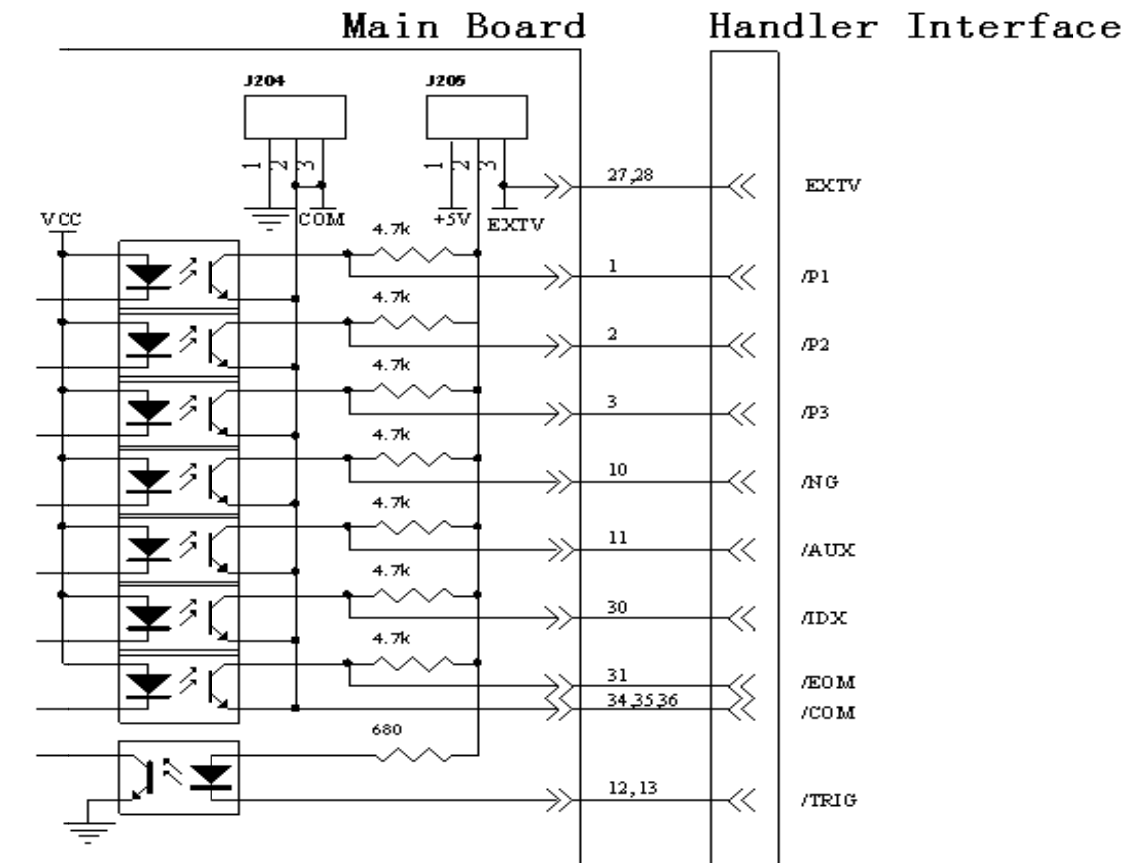 Main Board Handler Interface
J204 J205
1 2 3 1 2 3
27,28 EXTV
COM +5V EXTV
VCC
4.7k
1 /P1
4.7k
2 /P2
4.7k
3 /P3
4.7k
10 /NG
4.7k
11 /AUX
4.7k
30 /IDX
4.7k
31 /EOM
34,35,36 /COM
680
12,13 /TRIG